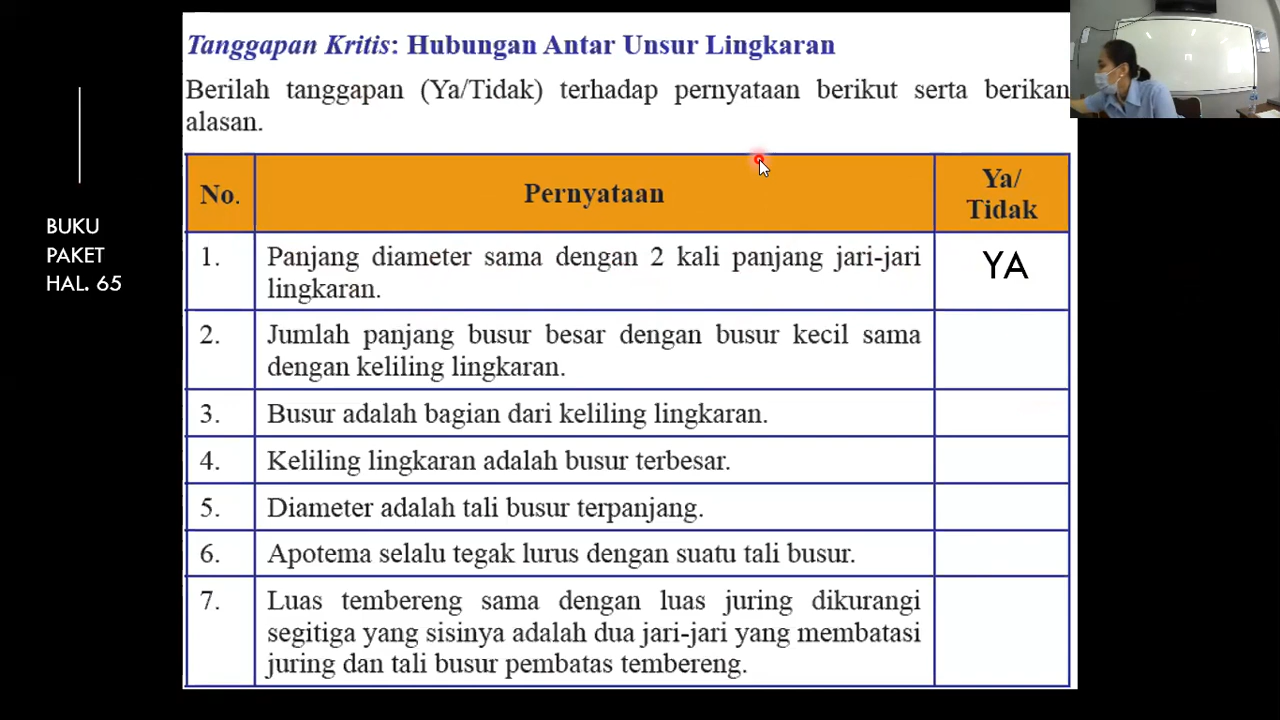 Tanggapan Kritis: Hubungan Antar Unsur Lingkaran
Berilah tanggapan (Ya/Tidak) terhadap pernyataan berikut serta berikan
alasan.
BUKU
PAKET
HAL. 65
No.
Pernyataan
Ya/
Tidak
1.
Panjang diameter sama dengan 2 kali panjang jari-jari
lingkaran.
YA
2.
Jumlah panjang busur besar dengan busur kecil sama
dengan keliling lingkaran.
3.
Busur adalah bagian dari keliling lingkaran.
4.
Keliling lingkaran adalah busur terbesar.
5.
Diameter adalah tali busur terpanjang.
6.
Apotema selalu tegak lurus dengan suatu tali busur.
7.
Luas tembereng sama dengan luas juring dikurangi
segitiga yang sisinya adalah dua jari-jari yang membatasi
juring dan tali busur pembatas tembereng.